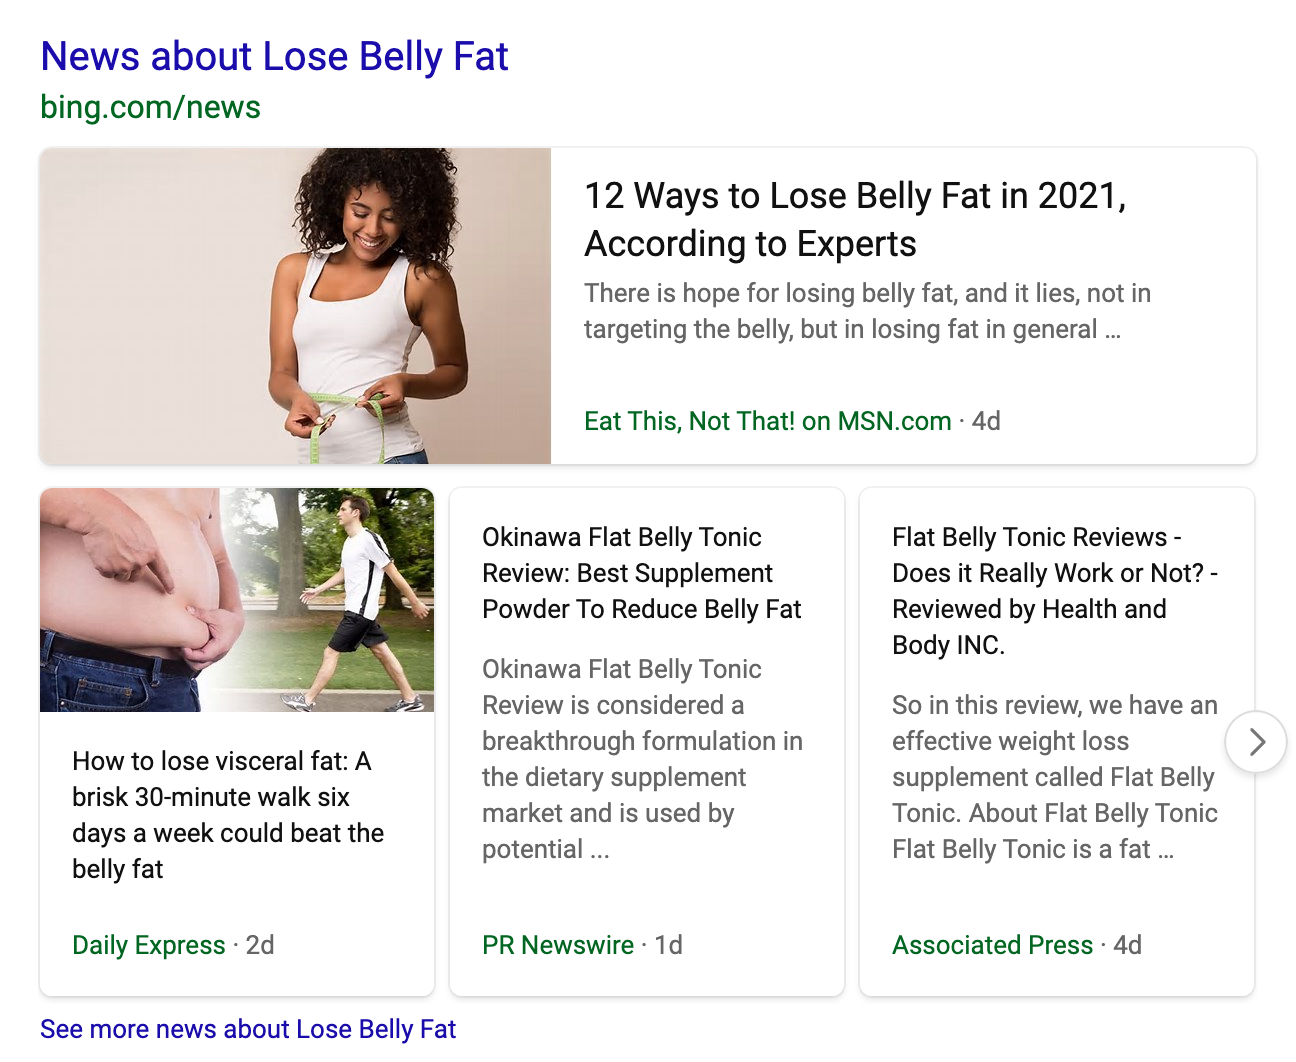 News about Lose Belly Fat
bing.com/news
12 Ways to Lose Belly Fat in 2021,
According to Experts
There is hope for losing belly fat, and it lies, not in
targeting the belly, but in losing fat in general ...
Eat This, Not That! on MSN.com · 4d
How to lose visceral fat: A
brisk 30-minute walk six
days a week could beat the
belly fat
Daily Express · 2d
Okinawa Flat Belly Tonic
Review: Best Supplement
Powder To Reduce Belly Fat
Okinawa Flat Belly Tonic
Review is considered a
breakthrough formulation in
the dietary supplement
market and is used by
potential ...
PR Newswire · 1d
Flat Belly Tonic Reviews -
Does it Really Work or Not? -
Reviewed by Health and
Body INC.
So in this review, we have an
effective weight loss
supplement called Flat Belly
Tonic. About Flat Belly Tonic
Flat Belly Tonic is a fat ...
Associated Press · 4d
See more news about Lose Belly Fat